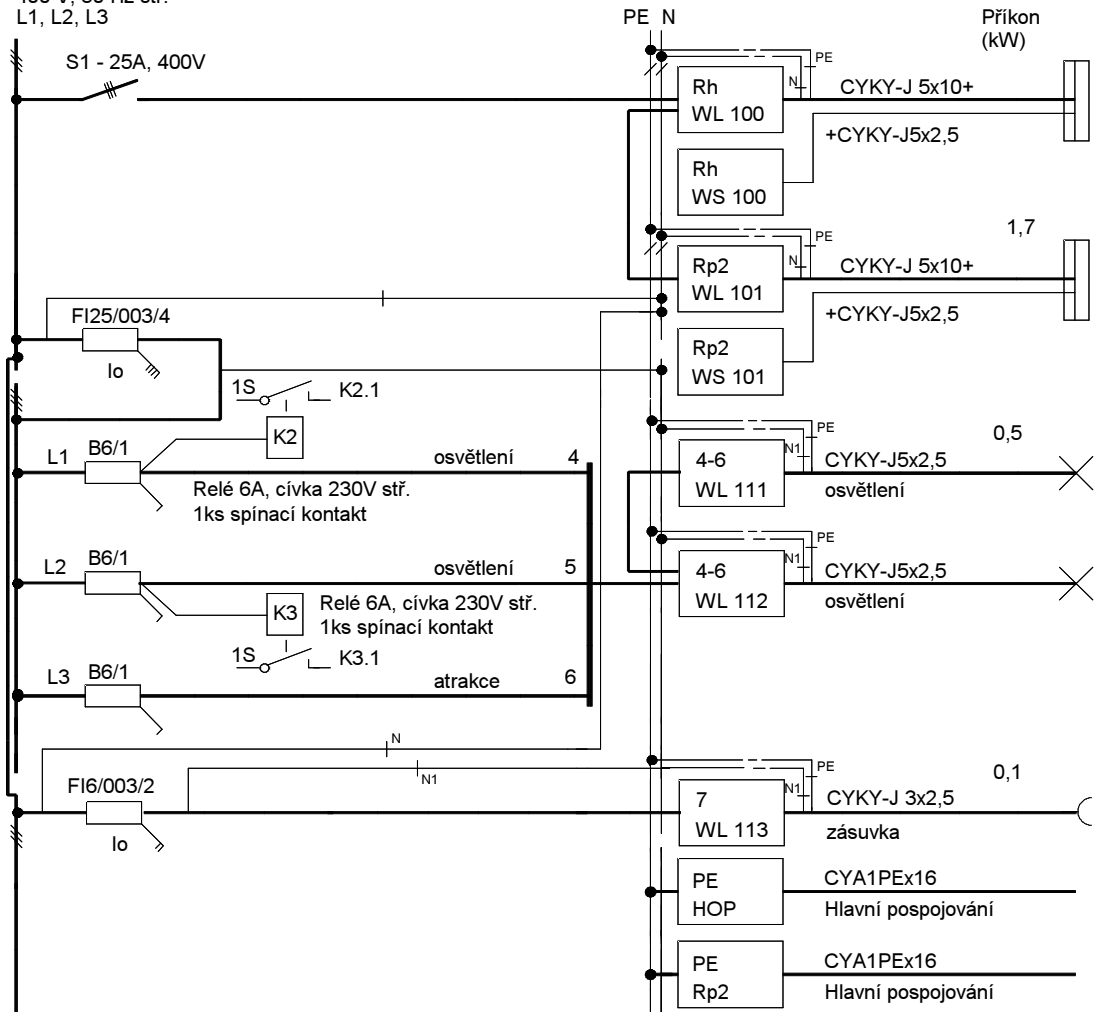 L1, L2, L3
PE N
Příkon
(kW)
S1 - 25A, 400V
PE
N
Rh
WL 100
CYKY-J 5x10+
+CYKY-J5x2,5
Rh
WS 100
1,7
PE
N
Rp2
WL 101
CYKY-J 5x10+
+CYKY-J5x2,5
Rp2
WS 101
FI25/003/4
Io
1S
K2.1
K2
L1
B6/1
osvětlení
4
Relé 6A, cívka 230V stř.
1ks spínací kontakt
0,5
PE
N1
4-6
WL 111
CYKY-J5x2,5
osvětlení
L2
B6/1
osvětlení
5
K3
Relé 6A, cívka 230V stř.
1ks spínací kontakt
1S
K3.1
PE
N1
4-6
WL 112
CYKY-J5x2,5
osvětlení
L3
B6/1
atrakce
6
N
N1
FI6/003/2
Io
PE
N1
0,1
7
WL 113
CYKY-J 3x2,5
zásuvka
PE
HOP
CYA1PEx16
Hlavní pospojování
PE
Rp2
CYA1PEx16
Hlavní pospojování